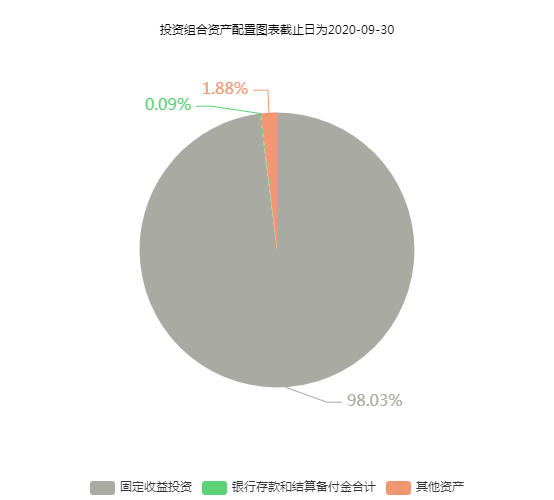 投资组合资产配置图表截止日为2020-09-30
1.88%
0.09%
98.03%
固定收益投资 银行存款和结算备付金合计 其他资产